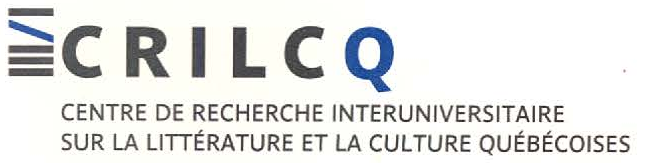 CRILCQ
CENTRE DE RECHERCHE INTERUNIVERSITAIRE
SUR LA LITTÉRATURE ET LA CULTURE QUÉBÉCOISES